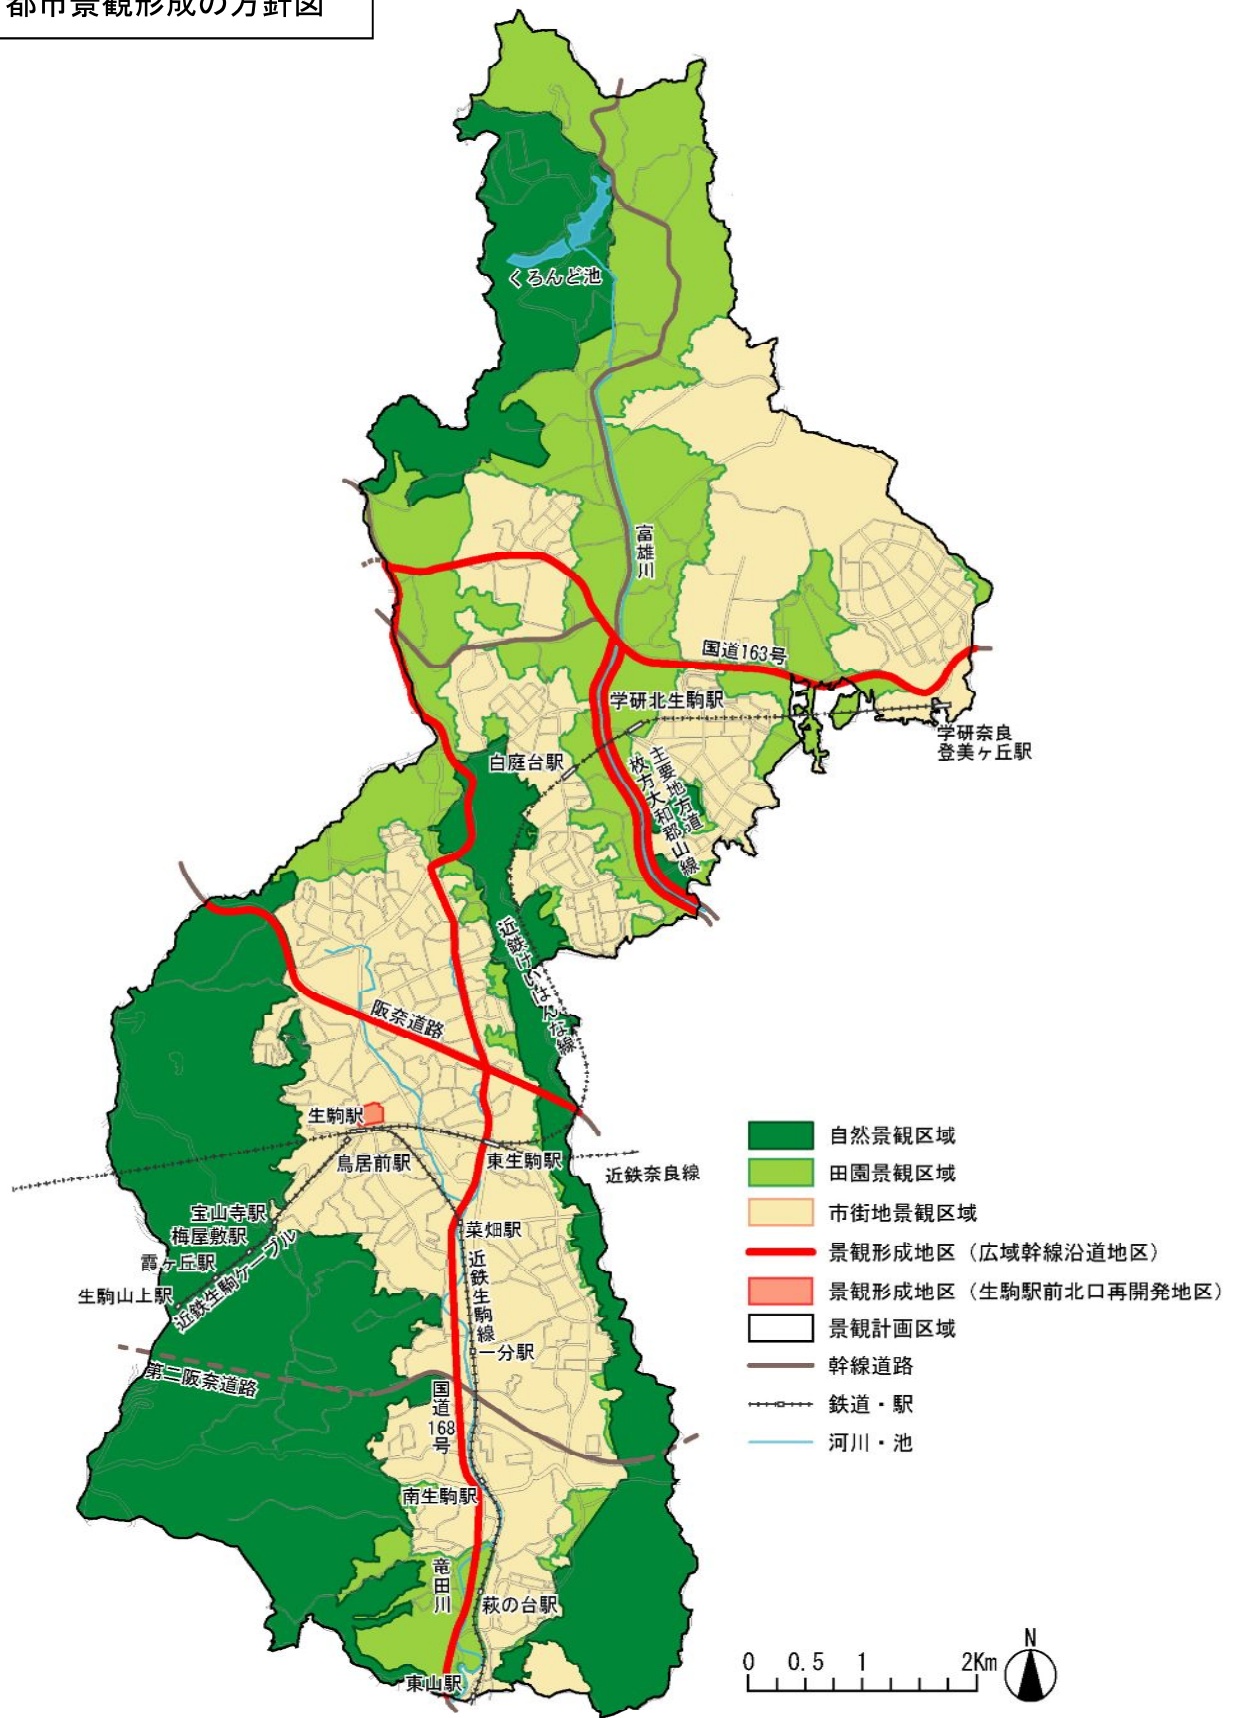 都市景観形成の方針図
くろんど池
富雄川
国道163号
学研北生駒駅
学研奈良
登美ヶ丘駅
白庭台駅
主要地方道
枚方大和郡山線
近鉄けいはんな線
阪奈道路
生駒駅
鳥居前駅
東生駒駅
近鉄奈良線
宝山寺駅
梅屋敷駅
霞ヶ丘駅
生駒山上駅
近鉄生駒ケーブル
菜畑駅
近鉄生駒線
一分駅
第二阪奈道路
国道168号
南生駒駅
竜田川
萩の台駅
東山駅
自然景観区域
田園景観区域
市街地景観区域
景観形成地区（広域幹線沿道地区）
景観形成地区（生駒駅前北口再開発地区）
景観計画区域
幹線道路
鉄道・駅
河川・池
0 0.5 1 2Km
N